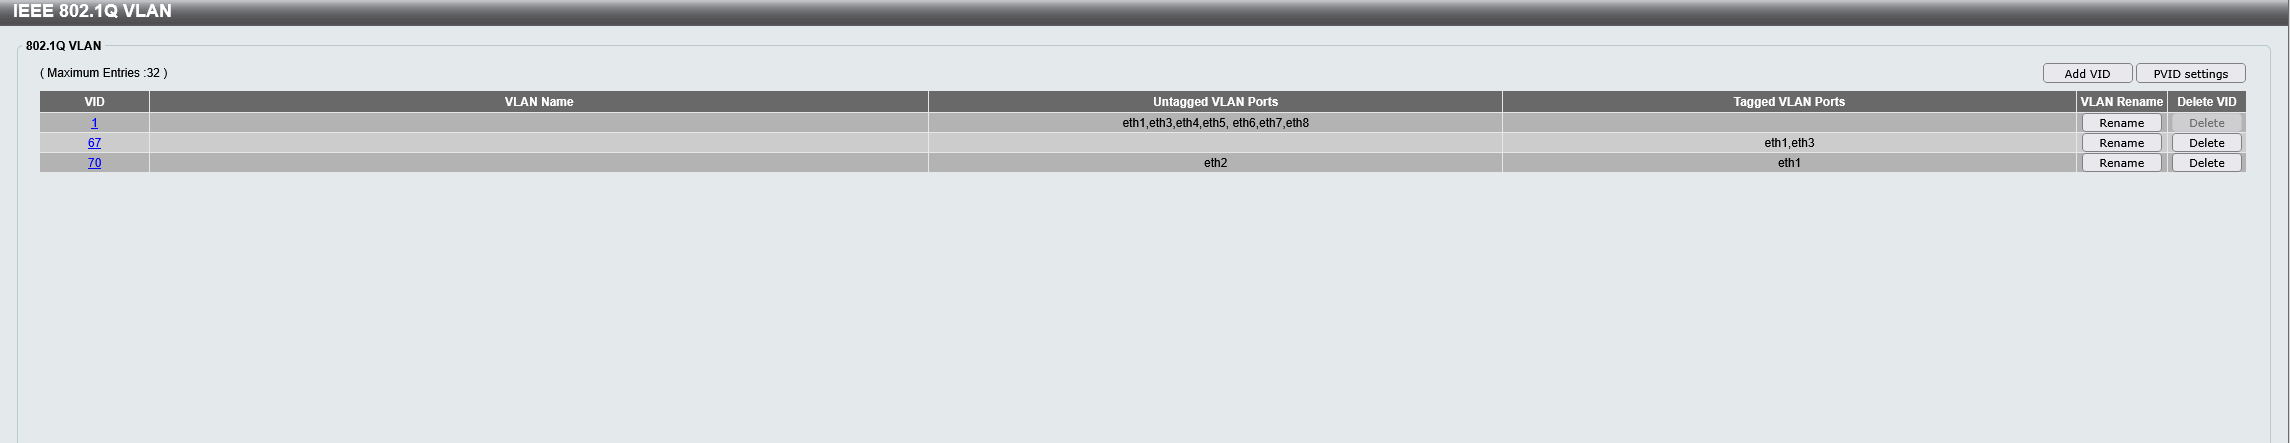 IEEE 802.1Q VLAN
802.1Q VLAN
( Maximum Entries :32 )
Add VID PVID settings
VID VLAN Name Untagged VLAN Ports Tagged VLAN Ports VLAN Rename Delete VID
1 eth1,eth3,eth4,eth5, eth6,eth7,eth8 Rename Delete
67 eth1,eth3 Rename Delete
70 eth2 eth1 Rename Delete